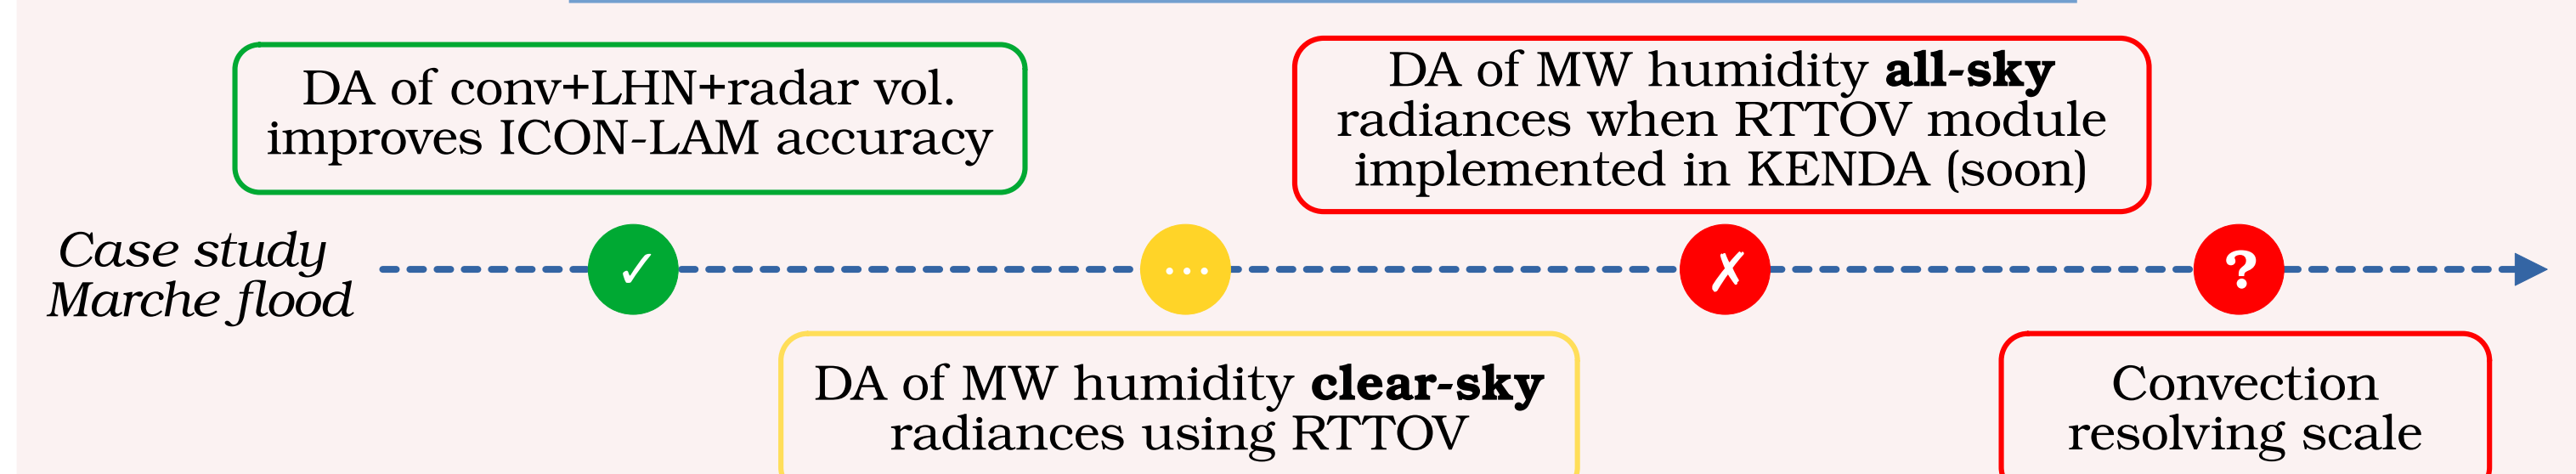 DA of conv+LHN+radar vol.
improves ICON-LAM accuracy
DA of MW humidity all-sky
radiances when RTTOV module
implemented in KENDA (soon)
Case study
Marche flood
✓
...
✗
?
DA of MW humidity clear-sky
radiances using RTTOV
Convection
resolving scale